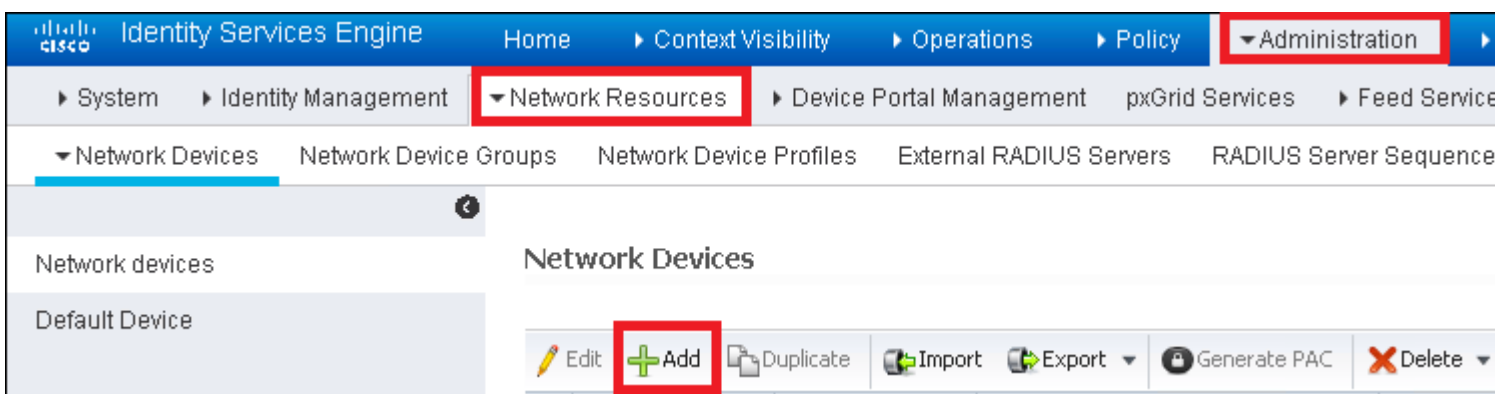 CISCO Identity Services Engine Home Context Visibility Operations Policy Administration
System Identity Management Network Resources Device Portal Management pxGrid Services Feed Service
Network Devices Network Device Groups Network Device Profiles External RADIUS Servers RADIUS Server Sequence
Network devices
Default Device
Network Devices
Edit Add Duplicate Import Export Generate PAC Delete